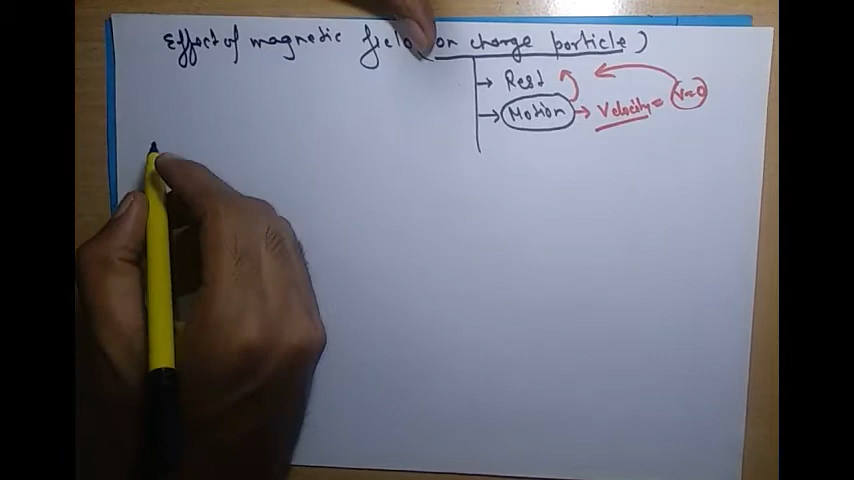 Effect of magnetic field (on charge particle)
→ Rest
→ Motion → Velocity = V=0